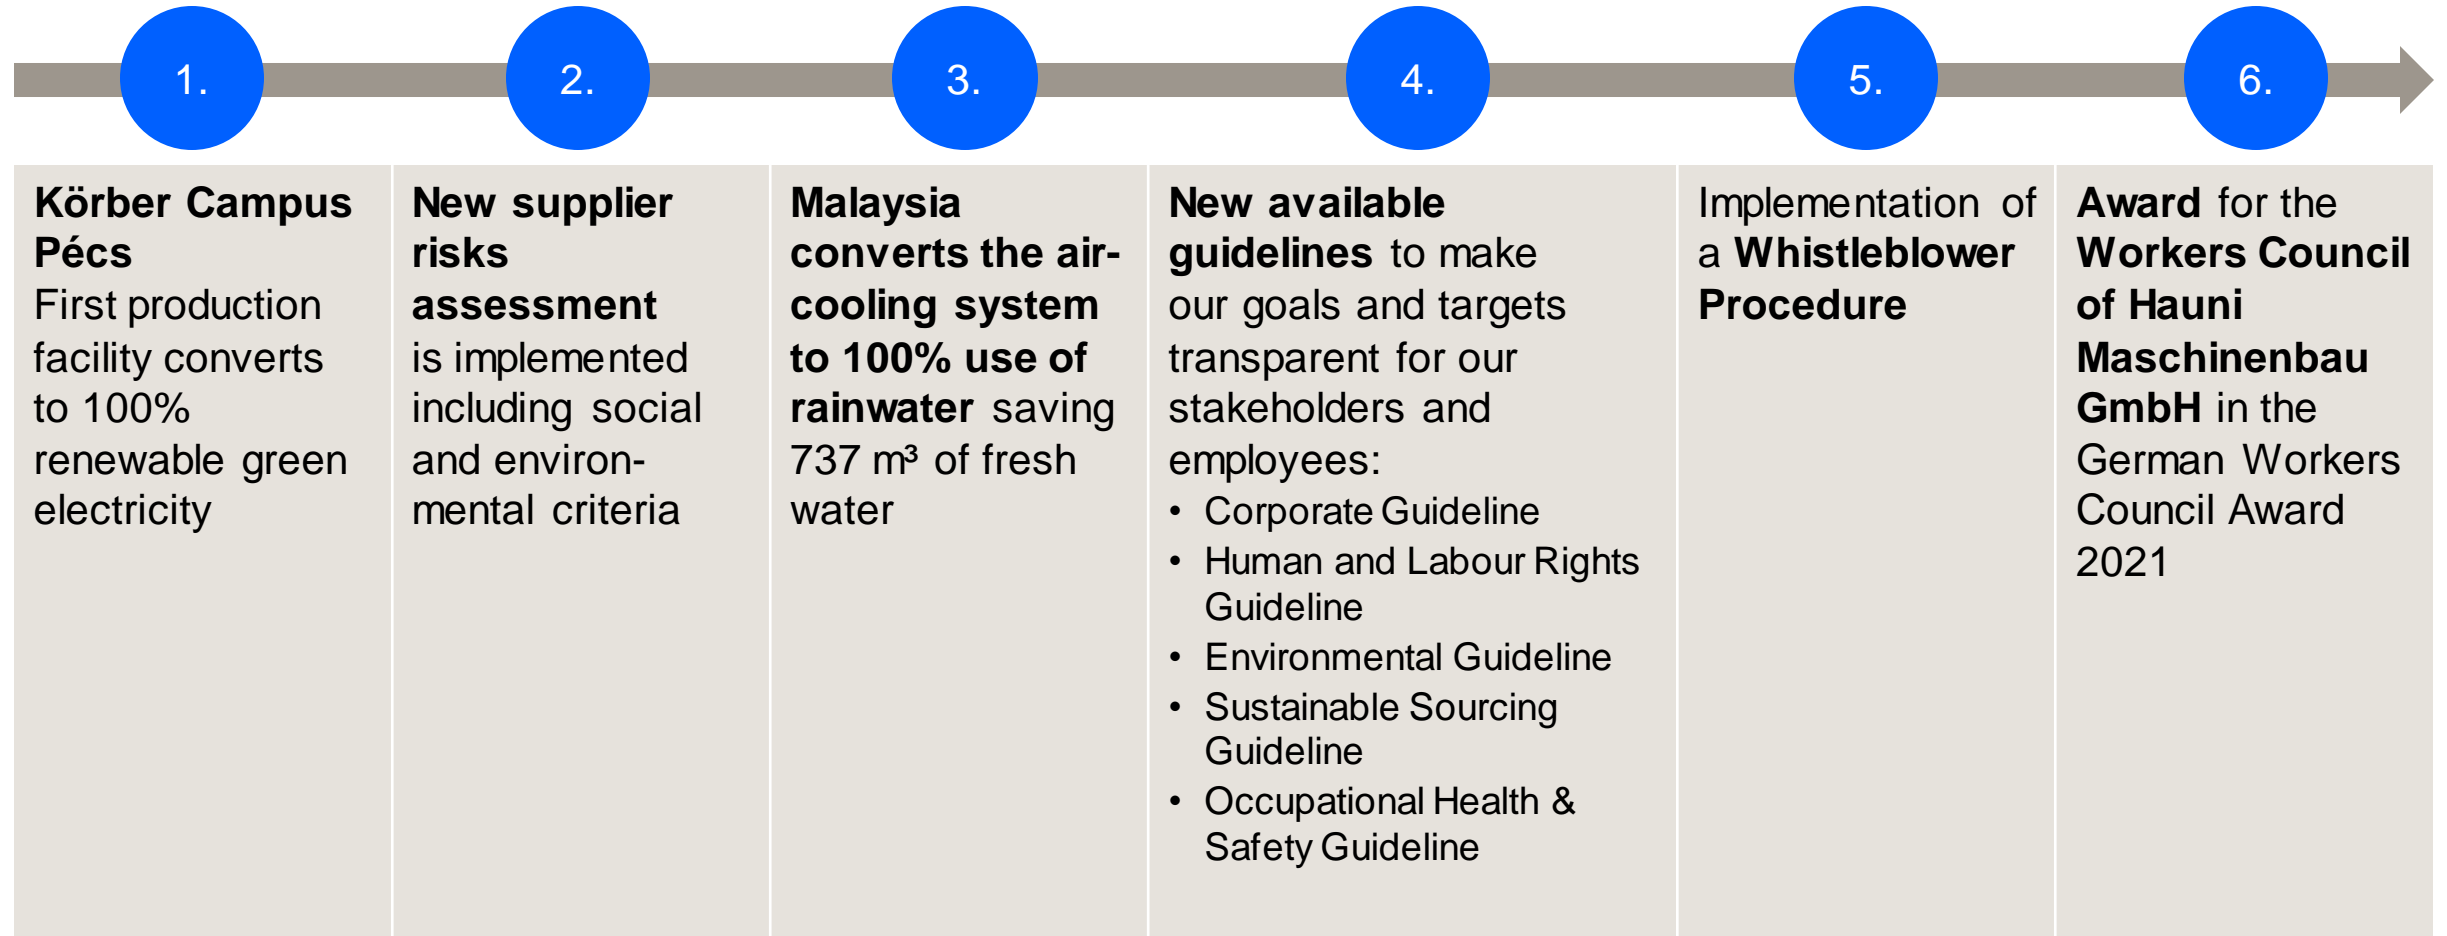 1.
2.
3.
4.
5.
6.
Körber Campus
Pécs
First production
facility converts
to 100%
renewable green
electricity
New supplier
risks
assessment
is implemented
including social
and environ-
mental criteria
Malaysia
converts the air-
cooling system
to 100% use of
rainwater saving
737 m³ of fresh
water
New available
guidelines to make
our goals and targets
transparent for our
stakeholders and
employees:
• Corporate Guideline
• Human and Labour Rights
Guideline
• Environmental Guideline
• Sustainable Sourcing
Guideline
• Occupational Health &
Safety Guideline
Implementation of
a Whistleblower
Procedure
Award for the
Workers Council
of Hauni
Maschinenbau
GmbH in the
German Workers
Council Award
2021